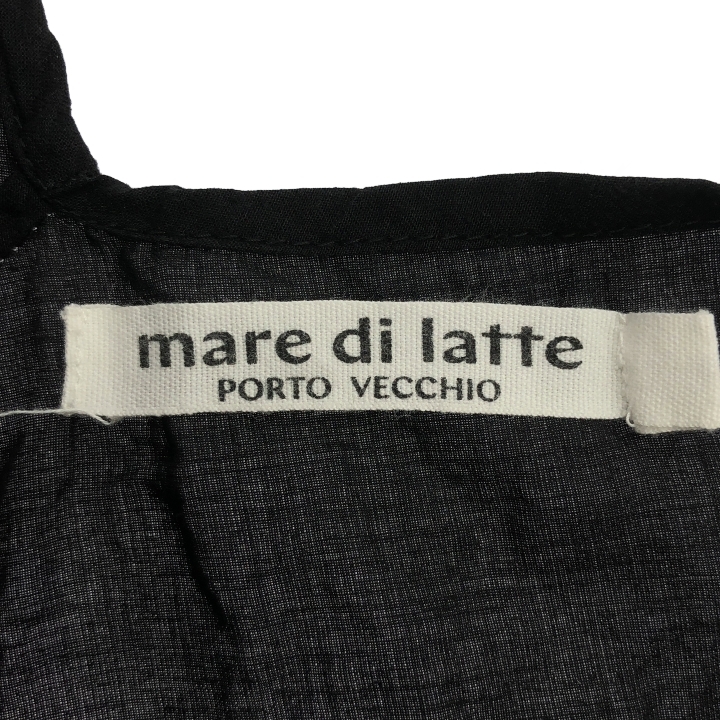 mare di latte
PORTO VECCHIO